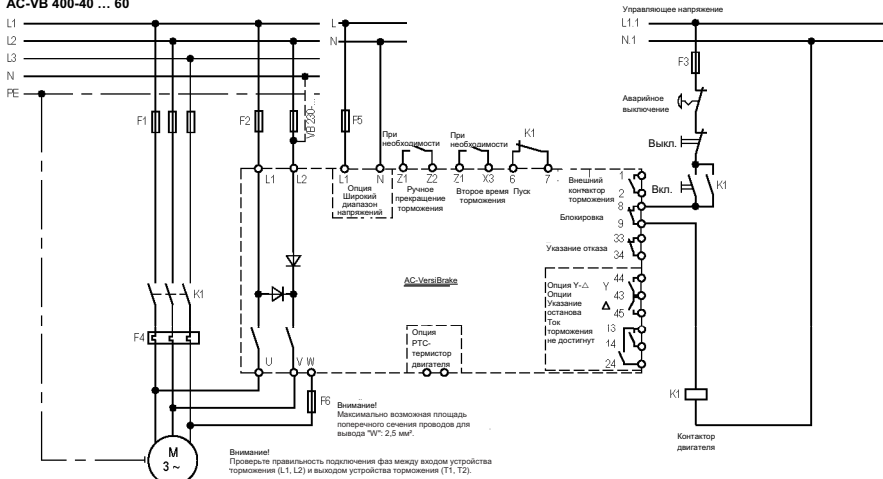 AC-VB 400-40 ... 60
L1
L2
L3
N
PE
L
N
Управляющее напряжение
L1.1
N.1
F1
F2
VB 230-...
F5
F3
Аварийное
выключение
Выкл.
Вкл.
K1
При
необходимости
При
необходимости
K1
L1
L2
L1
N
Z1
Z2
Z1
X3
6
7
Опция
Широкий
диапазон
напряжений
Ручное
прекращение
торможения
Второе время
торможения
Пуск
Внешний
контактор
торможения
1
2
Блокировка
8
9
Указание отказа
33
34
AC-VersiBrake
Опция Y-△
Опции
Указание
останова
Ток
торможения
не достигнут
Y
△
44
43
45
13
14
24
K1
F4
Опция
PTC-
термистор
двигателя
U
V
W
F6
Внимание!
Максимально возможная площадь
поперечного сечения проводов для
вывода "W": 2,5 мм².
K1
Контактор
двигателя
M
3 ~
Внимание!
Проверьте правильность подключения фаз между входом устройства
торможения (L1, L2) и выходом устройства торможения (T1, T2).